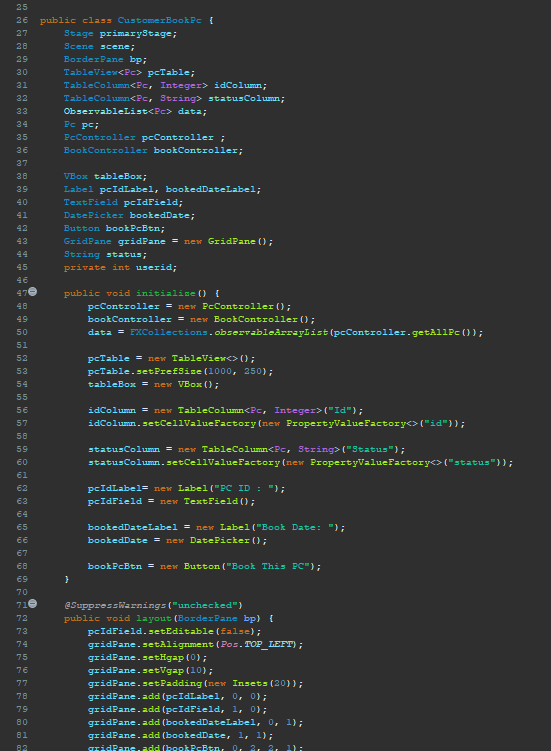 25
26 public class CustomerBookPc {
27     Stage primaryStage;
28     Scene scene;
29     BorderPane bp;
30     TableView<Pc> pcTable;
31     TableColumn<Pc, Integer> idColumn;
32     TableColumn<Pc, String> statusColumn;
33     ObservableList<Pc> data;
34     Pc pc;
35     PcController pcController ;
36     BookController bookController;
37
38     VBox tableBox;
39     Label pcIdLabel, bookedDateLabel;
40     TextField pcIdField;
41     DatePicker bookedDate;
42     Button bookPcBtn;
43     GridPane gridPane = new GridPane();
44     String status;
45     private int userid;
46
47     public void initialise() {
48         pcController = new PcController();
49         bookController = new BookController();
50         data = FXCollections.observableArrayList(pcController.getAllPc());
51
52         pcTable = new TableView<>();
53         pcTable.setPrefSize(1000, 250);
54         tableBox = new VBox();
55
56         idColumn = new TableColumn<Pc, Integer>("Id");
57         idColumn.setCellValueFactory(new PropertyValueFactory<>("id"));
58
59         statusColumn = new TableColumn<Pc, String>("Status");
60         statusColumn.setCellValueFactory(new PropertyValueFactory<>("status"));
61
62         pcIdLabel= new Label("PC ID : ");
63         pcIdField = new TextField();
64
65         bookedDateLabel = new Label("Book Date: ");
66         bookedDate = new DatePicker();
67
68         bookPcBtn = new Button("Book This PC");
69     }
70
71     @SuppressWarnings("unchecked")
72     public void layout(BorderPane bp) {
73         pcIdField.setEditable(false);
74         gridPane.setAlignment(Pos.TOP_LEFT);
75         gridPane.setHgap(0);
76         gridPane.setVgap(10);
77         gridPane.setPadding(new Insets(20));
78         gridPane.add(pcIdLabel, 0, 0);
79         gridPane.add(pcIdField, 1, 0);
80         gridPane.add(bookedDateLabel, 0, 1);
81         gridPane.add(bookedDate, 1, 1);
82         gridPane.add(bookPcBtn, 0, 2, 2, 1);